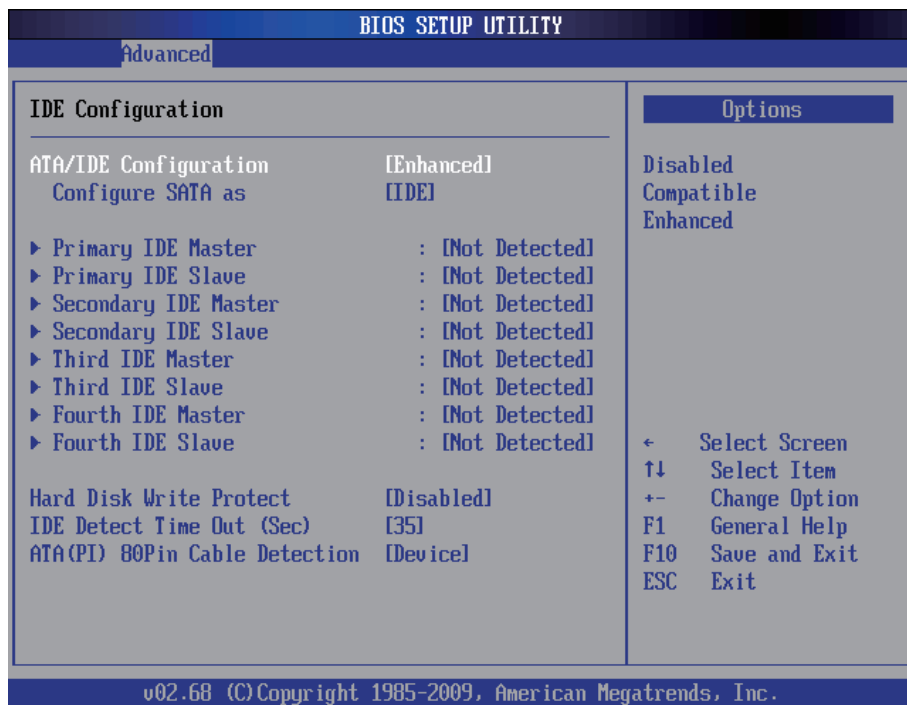 BIOS SETUP UTILITY
Advanced
IDE Configuration
ATA/IDE Configuration [Enhanced]
Configure SATA as [IDE]
▶ Primary IDE Master : [Not Detected]
▶ Primary IDE Slave : [Not Detected]
▶ Secondary IDE Master : [Not Detected]
▶ Secondary IDE Slave : [Not Detected]
▶ Third IDE Master : [Not Detected]
▶ Third IDE Slave : [Not Detected]
▶ Fourth IDE Master : [Not Detected]
▶ Fourth IDE Slave : [Not Detected]
Hard Disk Write Protect [Disabled]
IDE Detect Time Out (Sec) [35]
ATA(PI) 80Pin Cable Detection [Device]
Options
Disabled
Compatible
Enhanced
← Select Screen
↑↓ Select Item
+- Change Option
F1 General Help
F10 Save and Exit
ESC Exit
v02.68 (C)Copyright 1985-2009, American Megatrends, Inc.